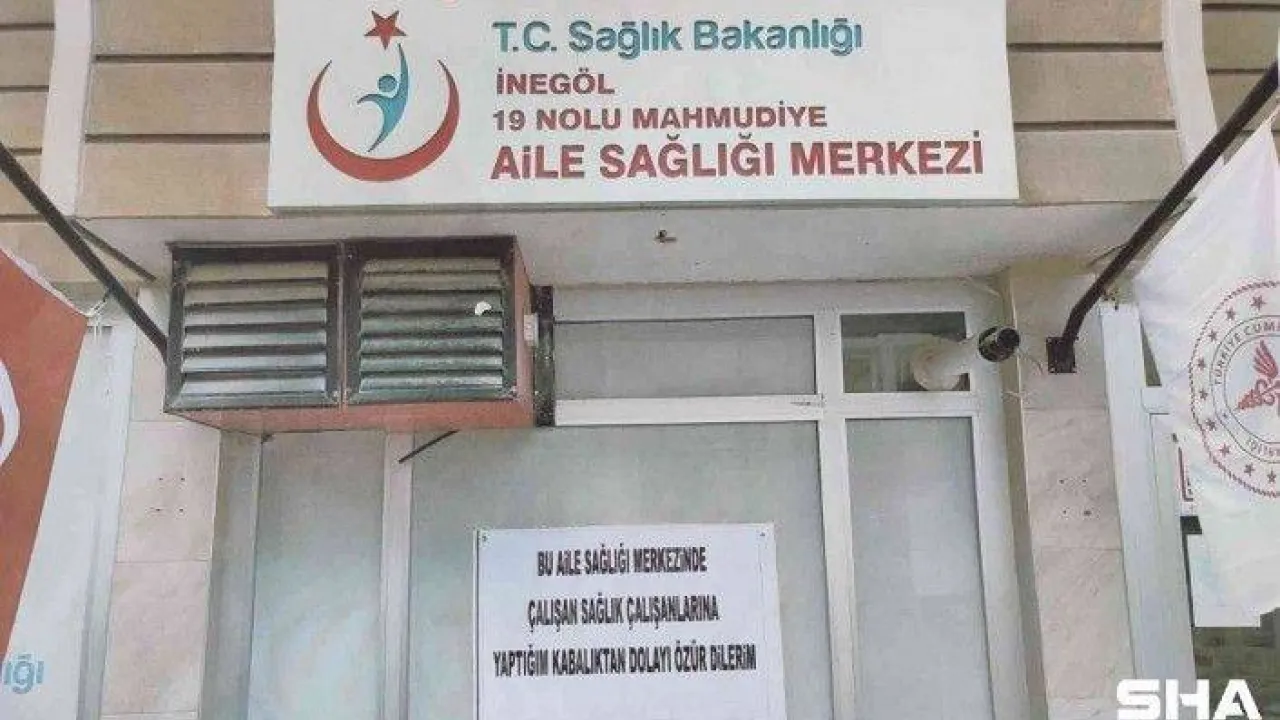 T.C. Sağlık Bakanlığı
İNEGÖL
19 NOLU MAHMUDİYE
AİLE SAĞLIĞI MERKEZİ
BU AİLE SAĞLIĞI MERKEZİNDE
ÇALIŞAN SAĞLIK ÇALIŞANLARINA
YAPTIĞIM KABALIKTAN DOLAYI ÖZÜR DİLERİM
SHA